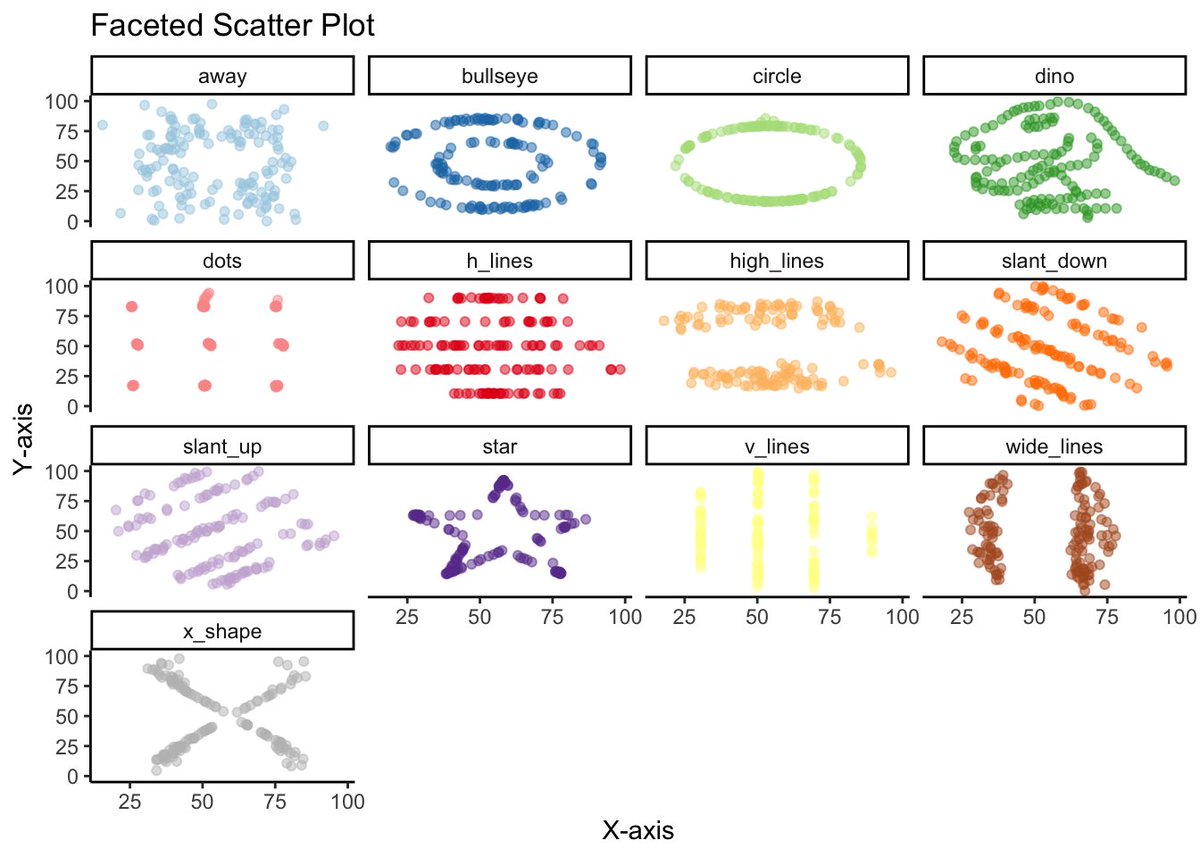 Faceted Scatter Plot
away bullseye circle dino
100
75
50
25
0
dots h_lines high_lines slant_down
100
75
50
25
0
Y-axis
slant_up star v_lines wide_lines
100
75
50
25
0
25 50 75 100 25 50 75 100 25 50 75 100
x_shape
100
75
50
25
0
25 50 75 100
X-axis